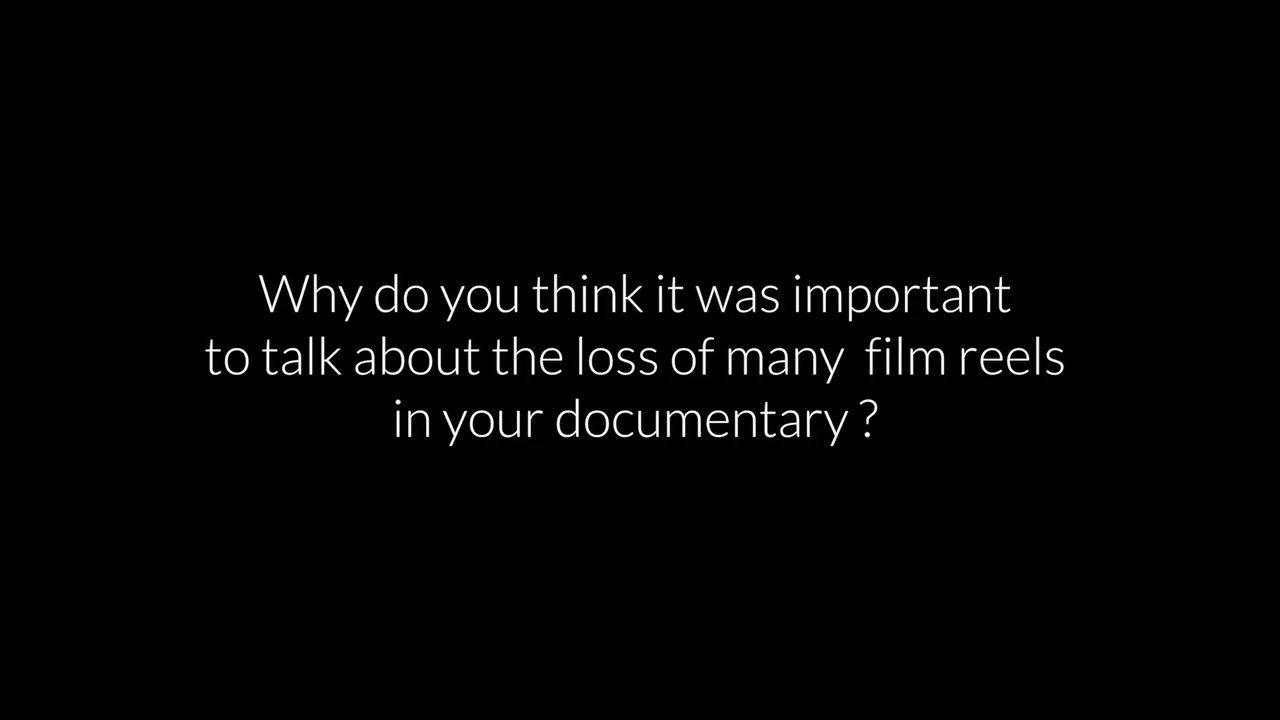 Why do you think it was important
to talk about the loss of many  film reels
in your documentary ?